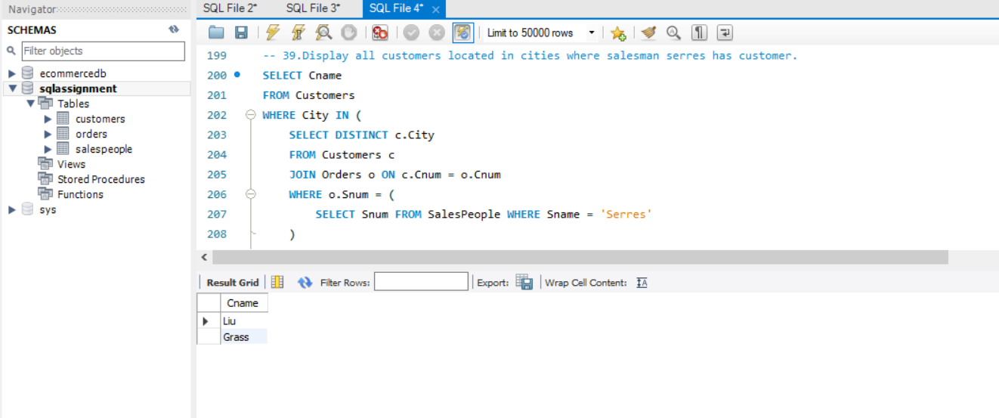 Navigator
SCHEMAS
Filter objects
ecommercedb
sqlassignment
Tables
customers
orders
salespeople
Views
Stored Procedures
Functions
sys
SQL File 2* SQL File 3* SQL File 4*
Limit to 50000 rows
199 -- 39.Display all customers located in cities where salesman serres has customer.
200 SELECT Cname
201 FROM Customers
202 WHERE City IN (
203 SELECT DISTINCT c.City
204 FROM Customers c
205 JOIN Orders o ON c.Cnum = o.Cnum
206 WHERE o.Snum = (
207 SELECT Snum FROM SalesPeople WHERE Sname = 'Serres'
208 )
Result Grid Filter Rows: Export: Wrap Cell Content:
Cname
Liu
Grass